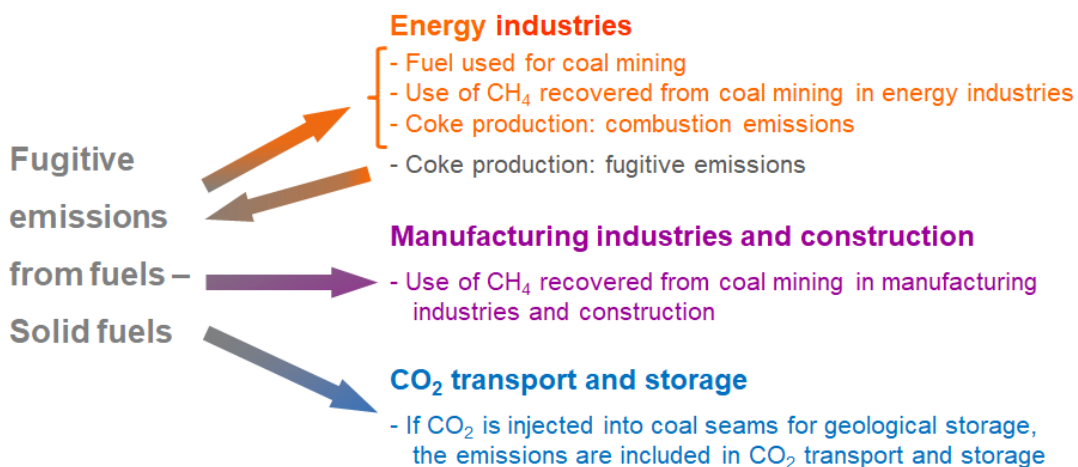 Fugitive
emissions
from fuels –
Solid fuels
Energy industries
- Fuel used for coal mining
- Use of CH₄ recovered from coal mining in energy industries
- Coke production: combustion emissions
- Coke production: fugitive emissions
Manufacturing industries and construction
- Use of CH₄ recovered from coal mining in manufacturing
industries and construction
CO₂ transport and storage
- If CO₂ is injected into coal seams for geological storage,
the emissions are included in CO₂ transport and storage